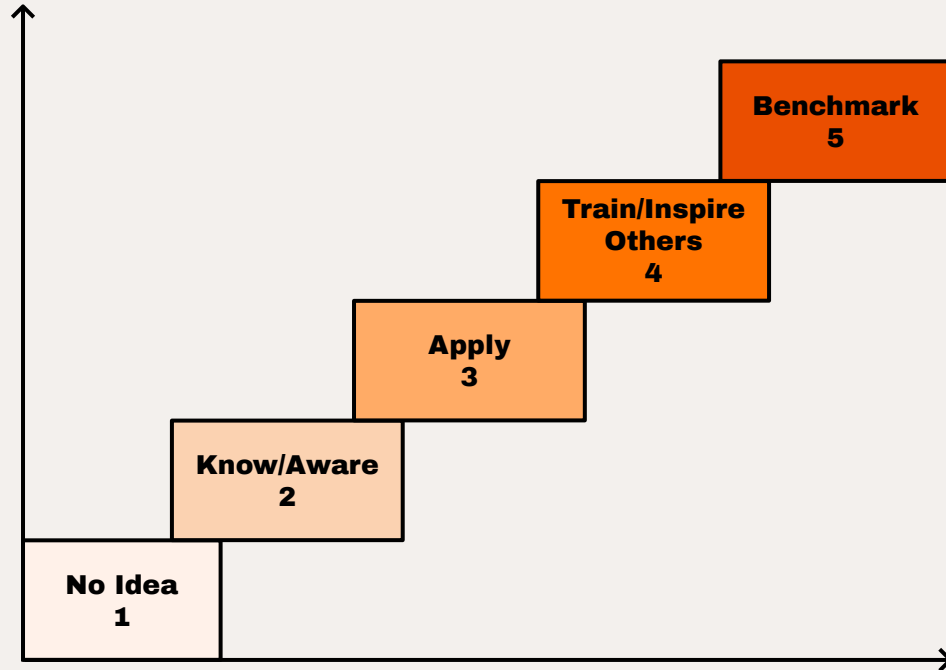 Benchmark
5
Train/Inspire
Others
4
Apply
3
Know/Aware
2
No Idea
1